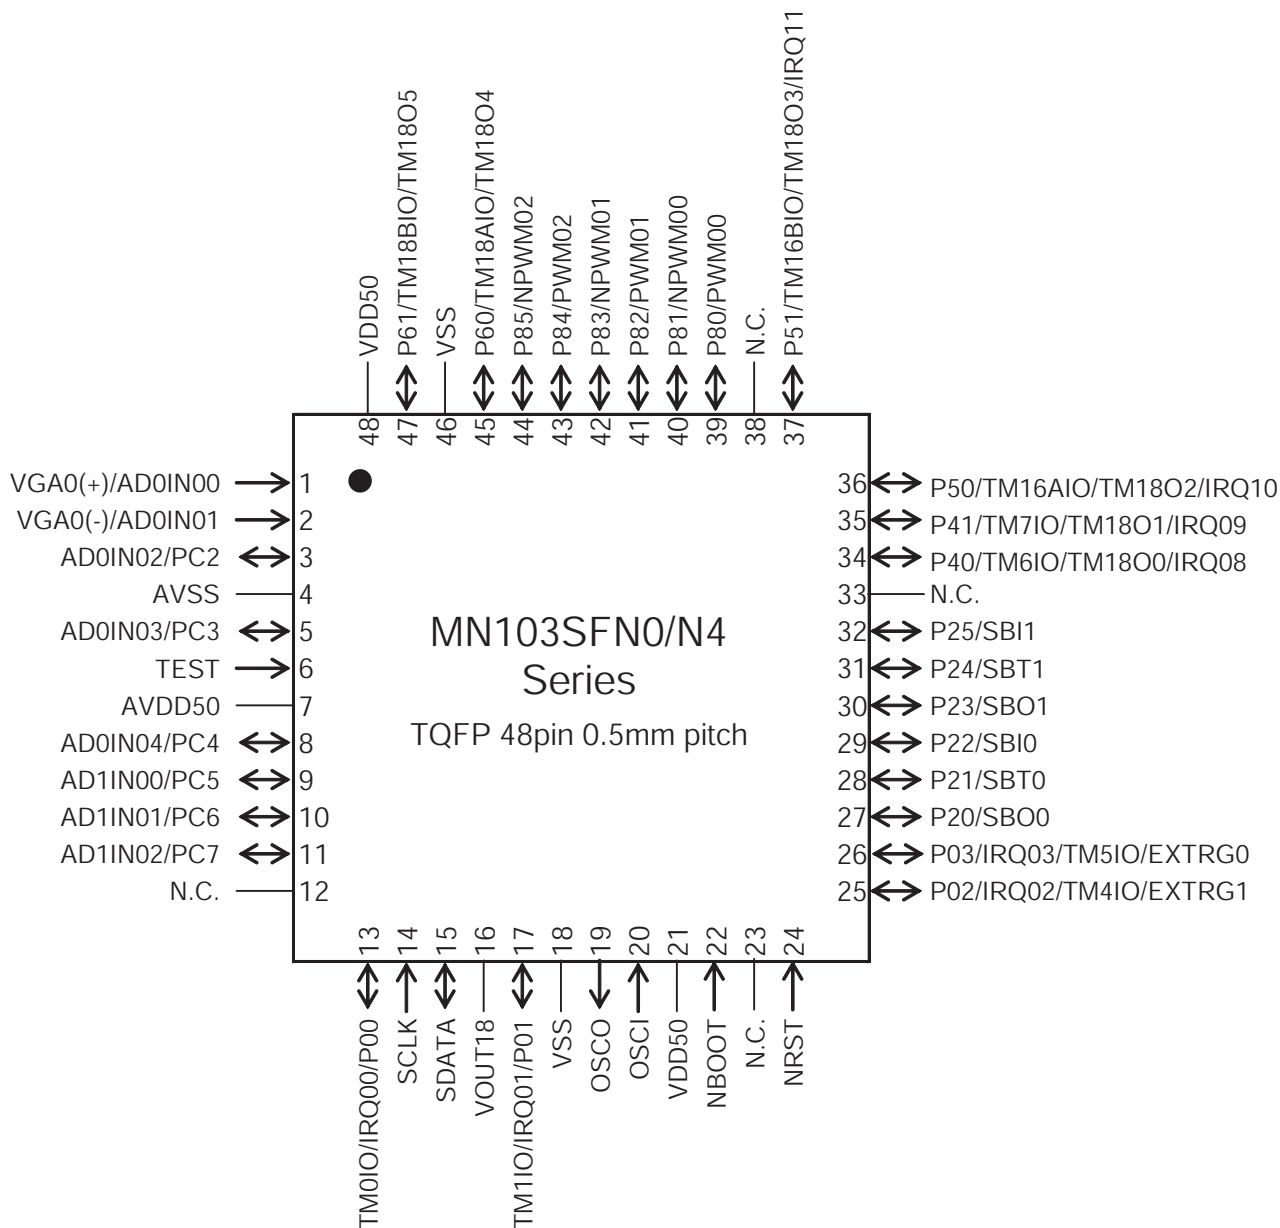 P51/TM16BIO/TM18O3/IRQ11
P61/TM18BIO/TM18O5
P60/TM18AIO/TM18O4
P85/NPWM02
P84/PWM02
P83/NPWM01
P82/PWM01
P81/NPWM00
P80/PWM00
VDD50
VSS
N.C.
48
47
46
45
44
43
42
41
40
39
38
37
VGA0(+)/AD0IN00
1
VGA0(-)/AD0IN01
2
AD0IN02/PC2
3
AVSS
4
AD0IN03/PC3
5
TEST
6
AVDD50
7
AD0IN04/PC4
8
AD1IN00/PC5
9
AD1IN01/PC6
10
AD1IN02/PC7
11
N.C.
12
MN103SFN0/N4
Series
TQFP 48pin 0.5mm pitch
36
P50/TM16AIO/TM18O2/IRQ10
35
P41/TM7IO/TM18O1/IRQ09
34
P40/TM6IO/TM18O0/IRQ08
33
N.C.
32
P25/SBI1
31
P24/SBT1
30
P23/SBO1
29
P22/SBI0
28
P21/SBT0
27
P20/SBO0
26
P03/IRQ03/TM5IO/EXTRG0
25
P02/IRQ02/TM4IO/EXTRG1
13
14
15
16
17
18
19
20
21
22
23
24
TM0IO/IRQ00/P00
SCLK
SDATA
VOUT18
TM1IO/IRQ01/P01
VSS
OSCO
OSCI
VDD50
NBOOT
N.C.
NRST